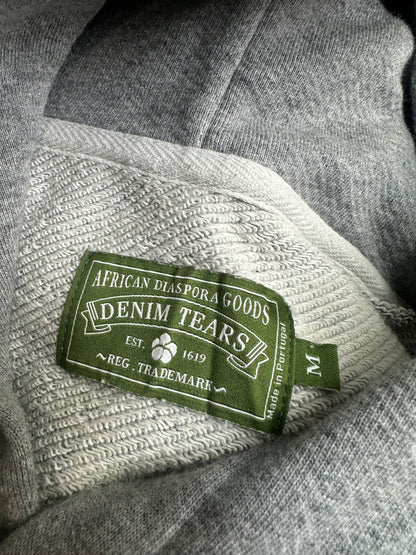 AFRICAN DIASPORA GOODS
DENIM TEARS
EST. 1619
~REG. TRADEMARK~
Made in Portugal
M